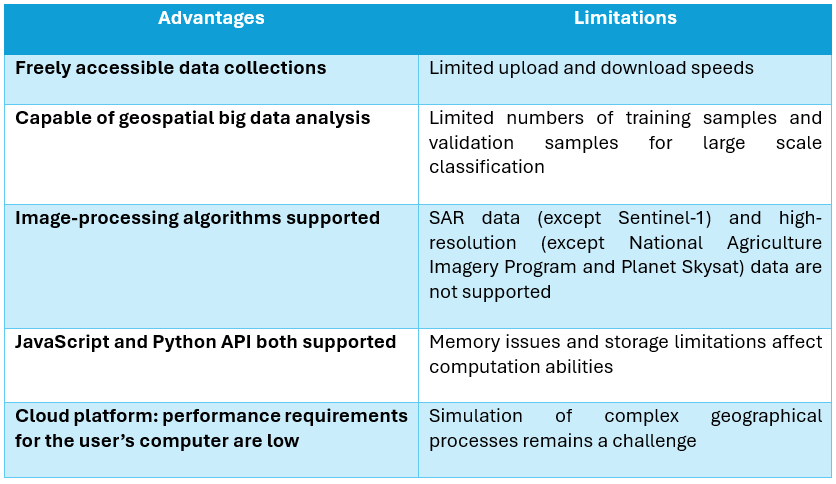 Advantages
Limitations
Freely accessible data collections
Limited upload and download speeds
Capable of geospatial big data analysis
Limited numbers of training samples and
validation samples for large scale
classification
Image-processing algorithms supported
SAR data (except Sentinel-1) and high-
resolution (except National Agriculture
Imagery Program and Planet Skysat) data are
not supported
JavaScript and Python API both supported
Memory issues and storage limitations affect
computation abilities
Cloud platform: performance requirements
for the user’s computer are low
Simulation of complex geographical
processes remains a challenge